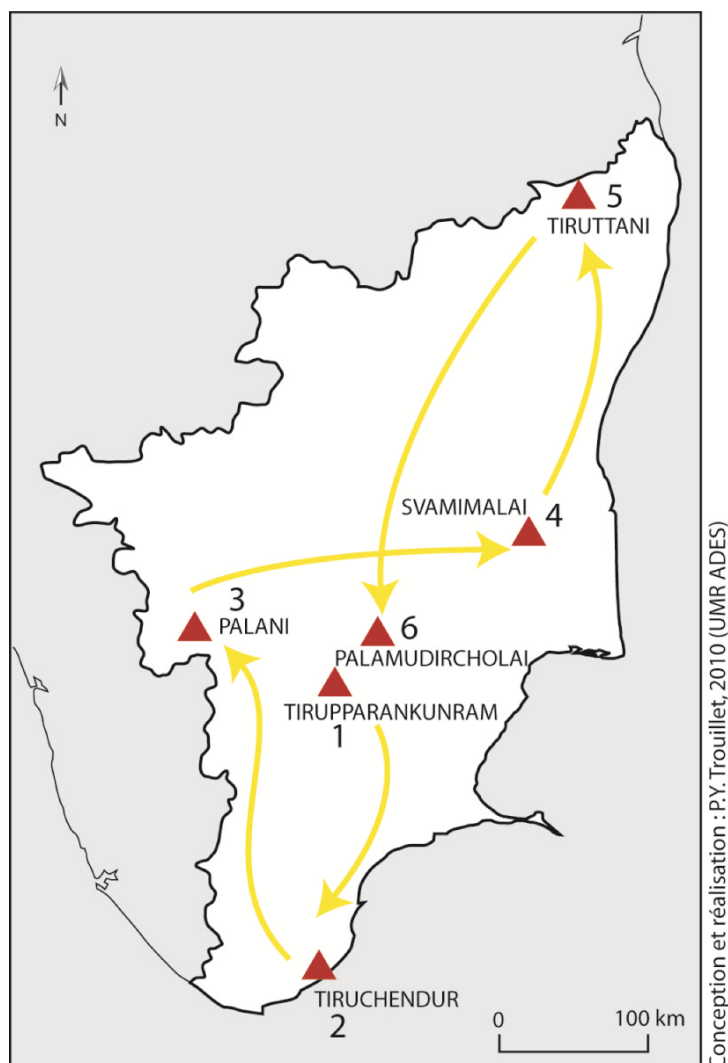 N
5
TIRUTTANI
SVAMIMALAI
4
3
PALANI
6
PALAMUDIRCHOLAI
TIRUPPARANKUNRAM
1
TIRUCHENDUR
2
0 100 km
Conception et réalisation : P.Y. Trouillet, 2010 (UMR ADES)